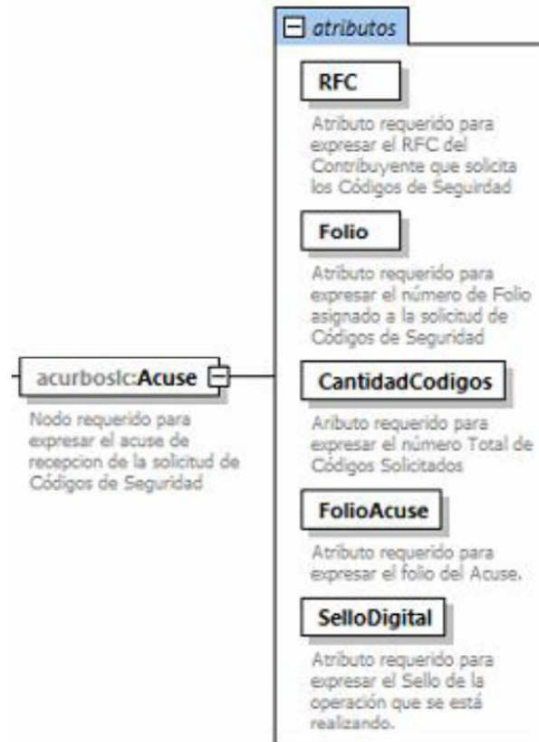 atributos
RFC
Atributo requerido para
expresar el RFC del
Contribuyente que solicita
los Códigos de Seguirdad
Folio
Atributo requerido para
expresar el número de Folio
asignado a la solicitud de
Códigos de Seguridad
acurboslc:Acuse
Nodo requerido para
expresar el acuse de
recepcion de la solicitud de
Códigos de Seguridad
CantidadCodigos
Aributo requerido para
expresar el número Total de
Códigos Solicitados
FolioAcuse
Atributo requerido para
expresar el folio del Acuse.
SelloDigital
Atributo requerido para
expresar el Sello de la
operación que se está
realizando.